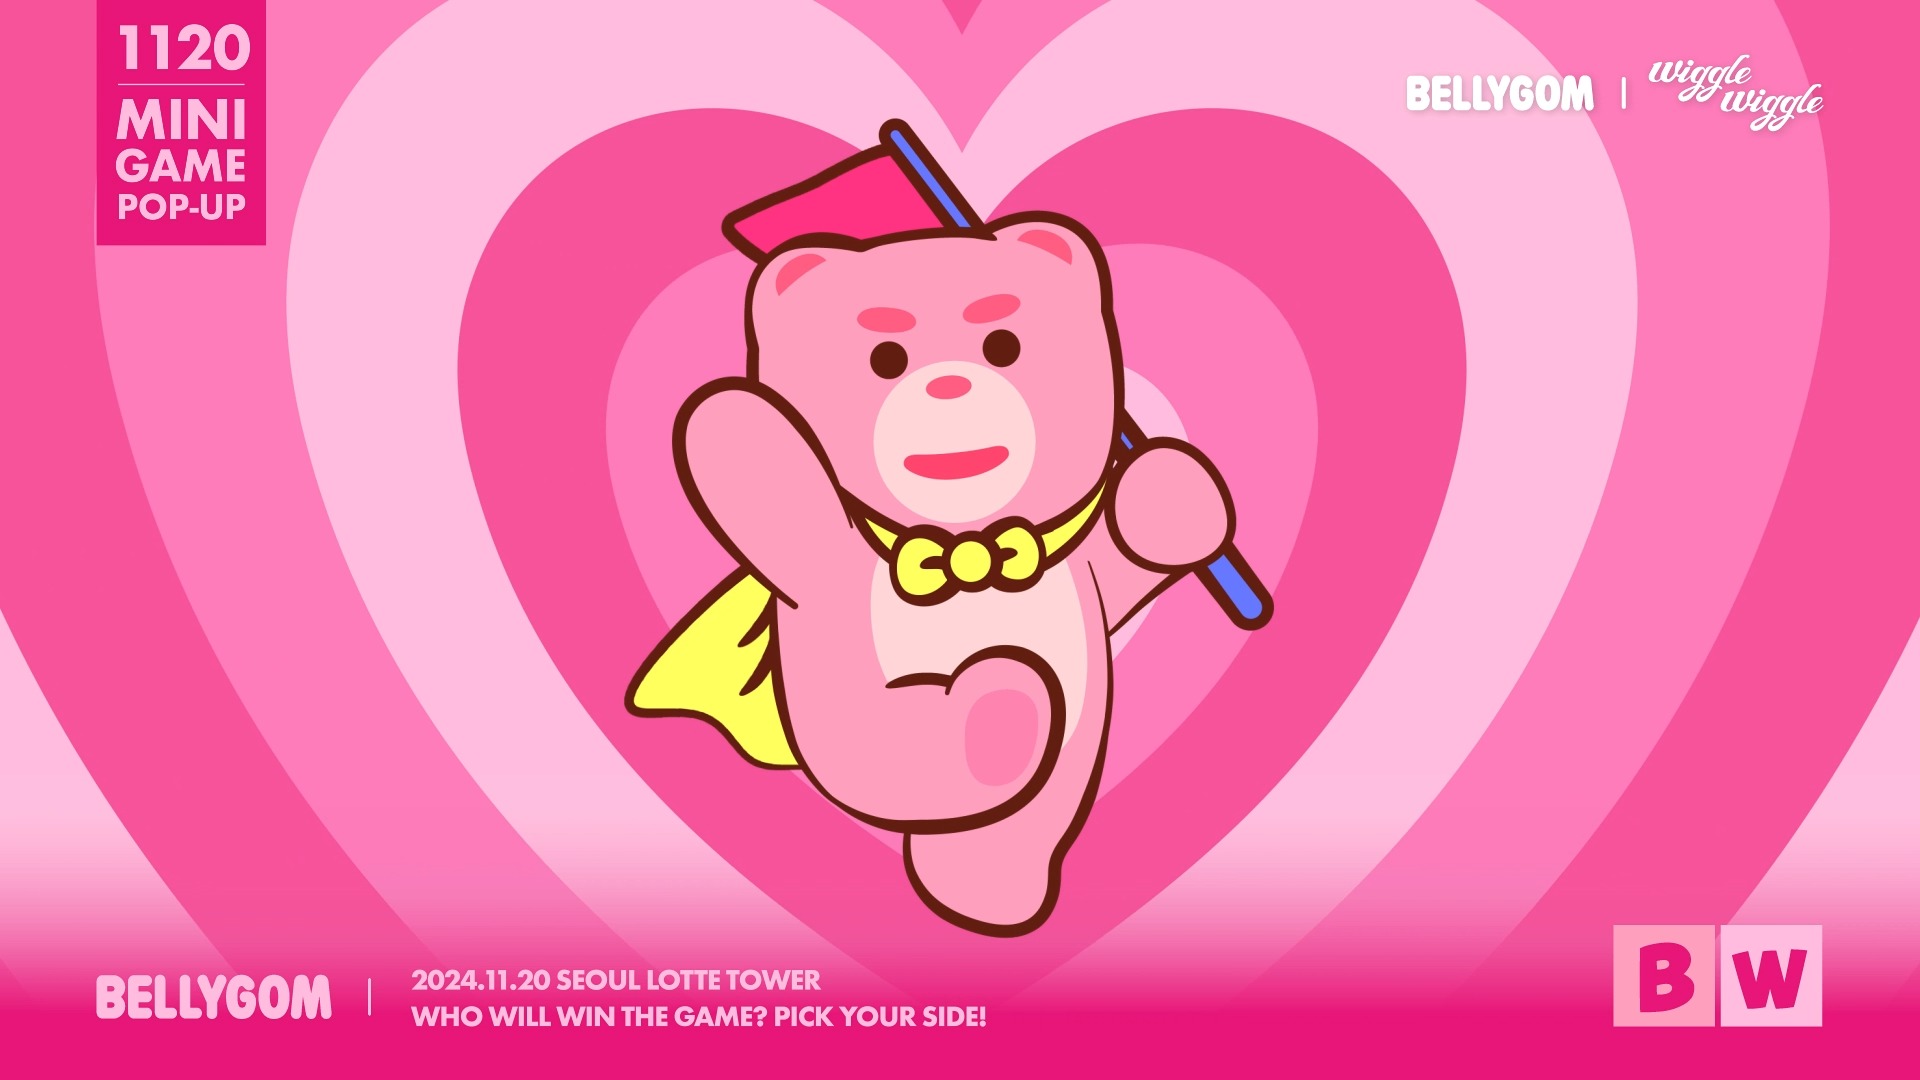 1120
MINI
GAME
POP-UP
BELLYGOM
wiggle
wiggle
BELLYGOM
2024.11.20 SEOUL LOTTE TOWER
WHO WILL WIN THE GAME? PICK YOUR SIDE!
B W